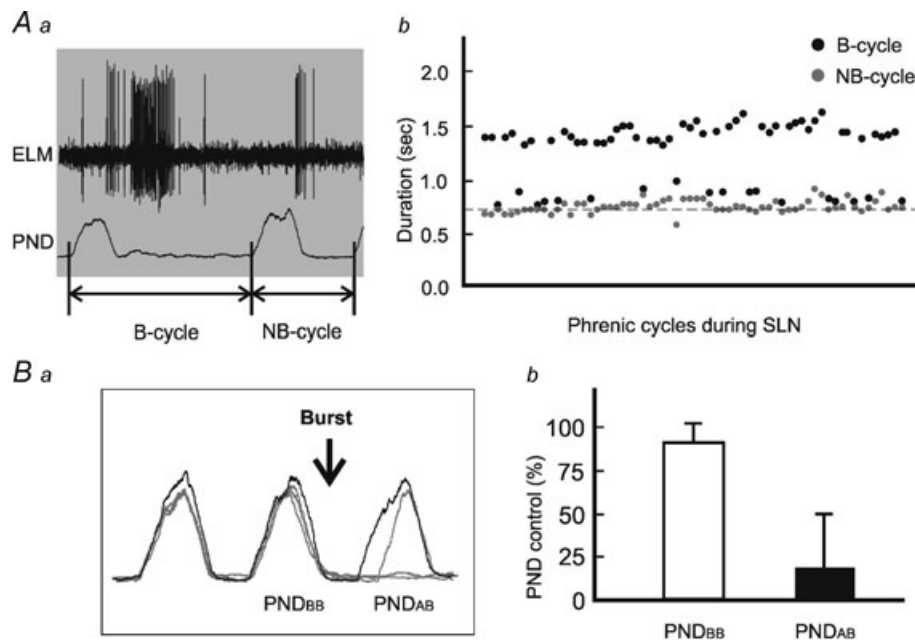 A a
ELM
PND
B-cycle
NB-cycle
b
B-cycle
NB-cycle
2.0
1.5
1.0
0.5
0.0
Duration (sec)
Phrenic cycles during SLN
B a
Burst
PNDBB
PNDAB
b
100
75
50
25
0
PND control (%)
PNDBB
PNDAB